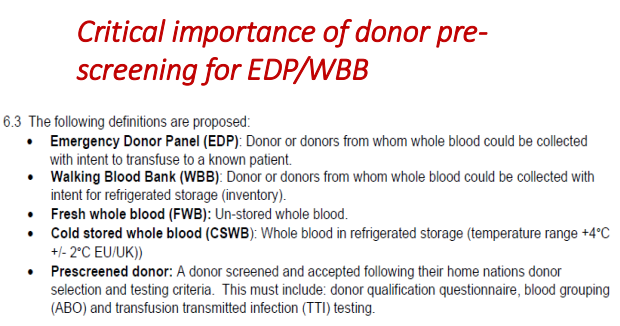 Critical importance of donor pre-
screening for EDP/WBB
6.3 The following definitions are proposed:
• Emergency Donor Panel (EDP): Donor or donors from whom whole blood could be collected
with intent to transfuse to a known patient.
• Walking Blood Bank (WBB): Donor or donors from whom whole blood could be collected with
intent for refrigerated storage (inventory).
• Fresh whole blood (FWB): Un-stored whole blood.
• Cold stored whole blood (CSWB): Whole blood in refrigerated storage (temperature range +4°C
+/- 2°C EU/UK))
• Prescreened donor: A donor screened and accepted following their home nations donor
selection and testing criteria. This must include: donor qualification questionnaire, blood grouping
(ABO) and transfusion transmitted infection (TTI) testing.